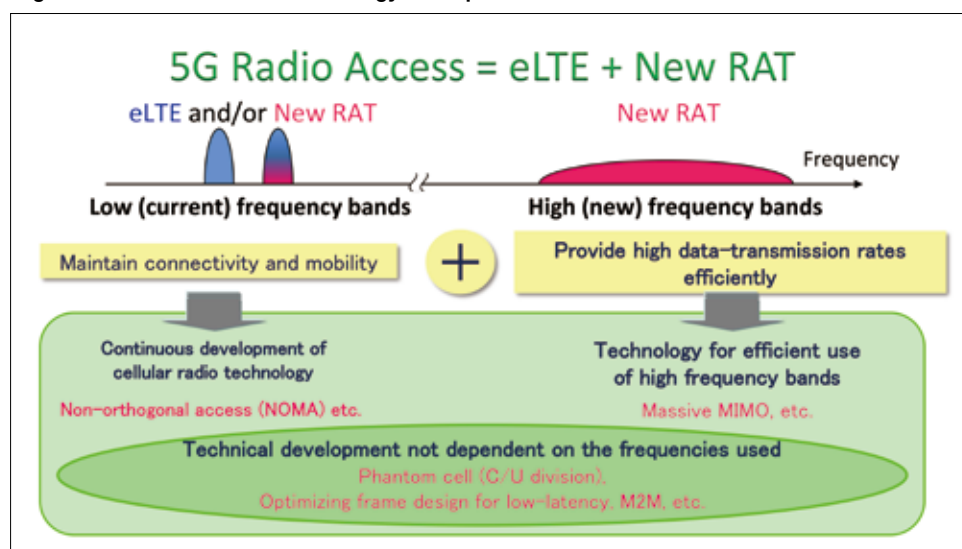 5G Radio Access = eLTE + New RAT
eLTE and/or New RAT
New RAT
Frequency
Low (current) frequency bands
High (new) frequency bands
Maintain connectivity and mobility
+
Provide high data-transmission rates
efficiently
Continuous development of
cellular radio technology
Technology for efficient use
of high frequency bands
Non-orthogonal access (NOMA) etc.
Massive MIMO, etc.
Technical development not dependent on the frequencies used
Phantom cell (C/U division),
Optimizing frame design for low-latency, M2M, etc.